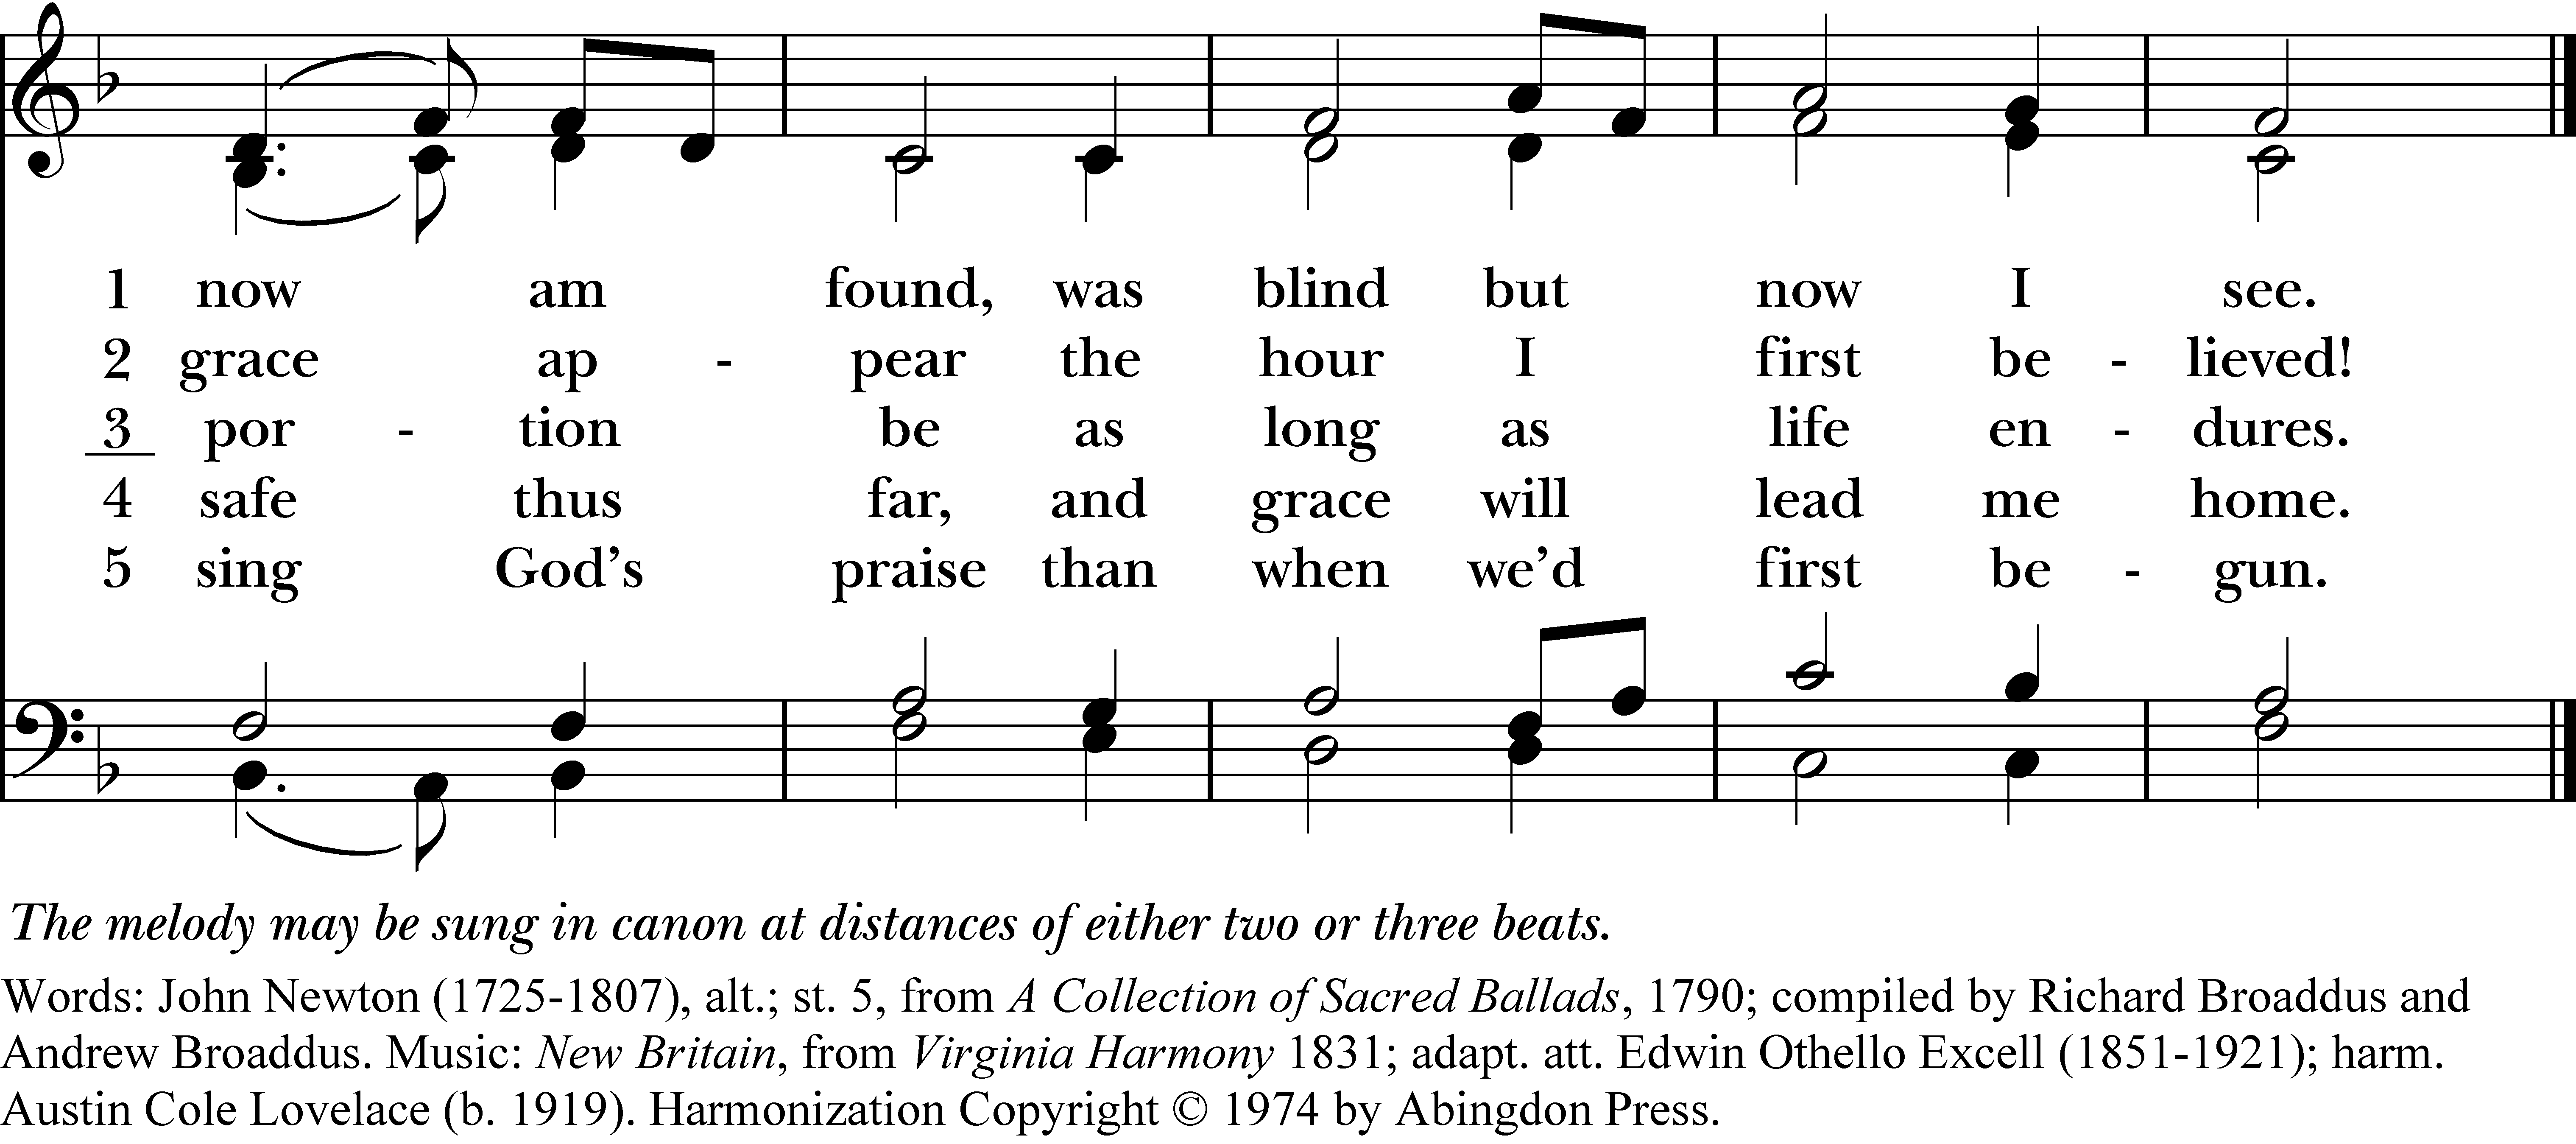 1 now am found, was blind but now I see.
2 grace ap - pear the hour I first be - lieved!
3 por - tion be as long as life en - dures.
4 safe thus far, and grace will lead me home.
5 sing God’s praise than when we’d first be - gun.
The melody may be sung in canon at distances of either two or three beats.
Words: John Newton (1725-1807), alt.; st. 5, from A Collection of Sacred Ballads, 1790; compiled by Richard Broaddus and
Andrew Broaddus. Music: New Britain, from Virginia Harmony 1831; adapt. att. Edwin Othello Excell (1851-1921); harm.
Austin Cole Lovelace (b. 1919). Harmonization Copyright © 1974 by Abingdon Press.